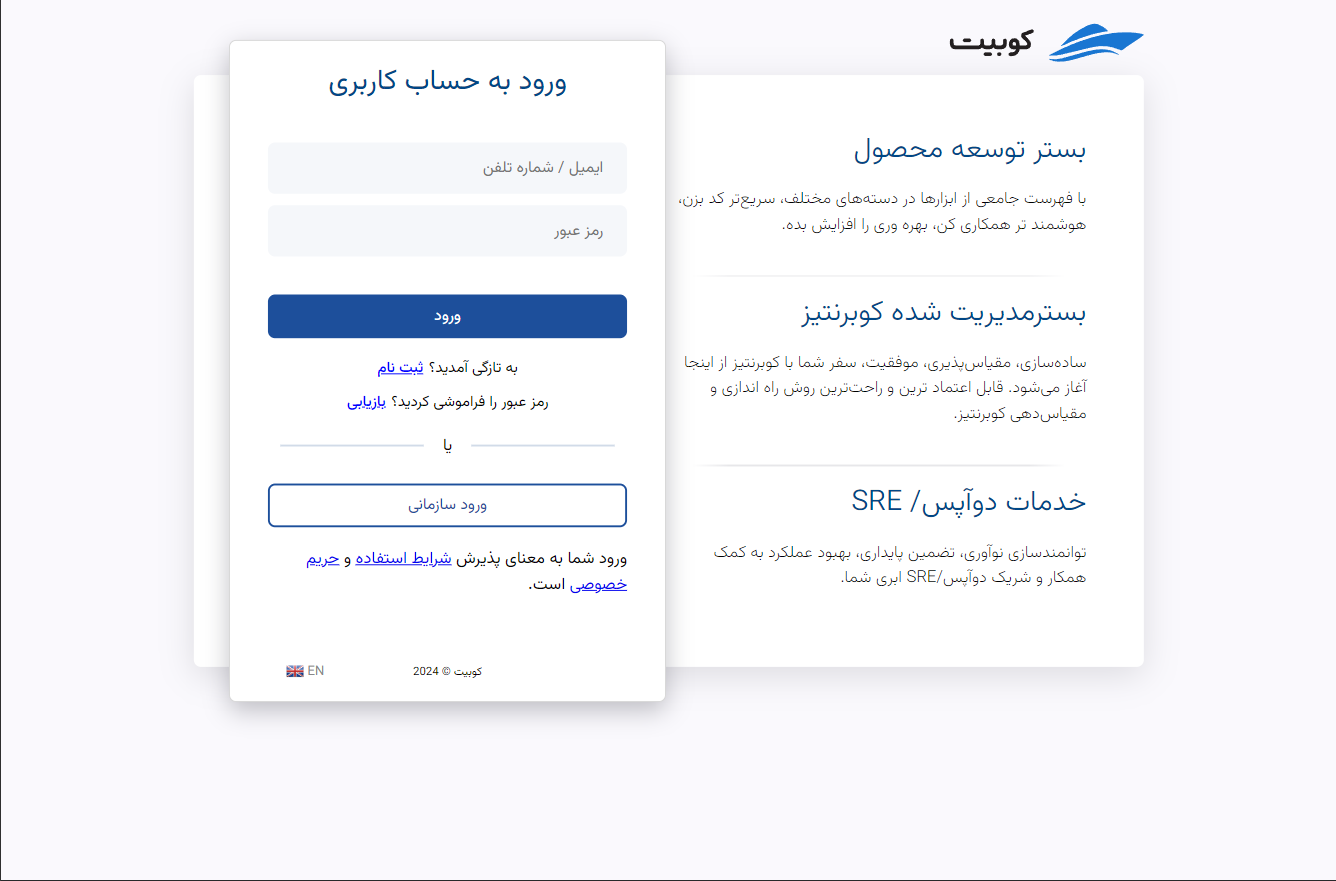 کوبیت
بستر توسعه محصول
با فهرست جامعی از ابزارها در دسته‌های مختلف، سریع‌تر کد بزن،
هوشمند تر همکاری کن، بهره وری را افزایش بده.
بسترمدیریت شده کوبرنتیز
ساده‌سازی، مقیاس‌پذیری، موفقیت، سفر شما با کوبرنتیز از اینجا
آغاز می‌شود. قابل اعتماد ترین و راحت‌ترین روش راه اندازی و
مقیاس‌دهی کوبرنتیز.
خدمات دوآپس/ SRE
توانمندسازی نوآوری، تضمین پایداری، بهبود عملکرد به کمک
همکار و شریک دوآپس/SRE ابری شما.
ورود به حساب کاربری
ایمیل / شماره تلفن
رمز عبور
ورود
به تازگی آمدید؟ ثبت نام
رمز عبور را فراموشی کردید؟ بازیابی
یا
ورود سازمانی
ورود شما به معنای پذیرش شرایط استفاده و حریم
خصوصی است.
کوبیت © 2024
EN